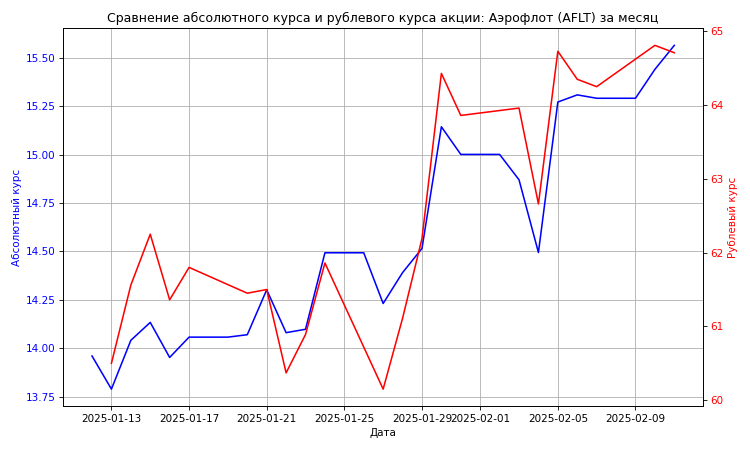 Сравнение абсолютного курса и рублевого курса акции: Аэрофлот (AFLT) за месяц
15.50
15.25
15.00
14.75
14.50
14.25
14.00
13.75
Абсолютный курс
65
64
63
62
61
60
Рублевый курс
2025-01-13 2025-01-17 2025-01-21 2025-01-25 2025-01-29 2025-02-01 2025-02-05 2025-02-09
Дата